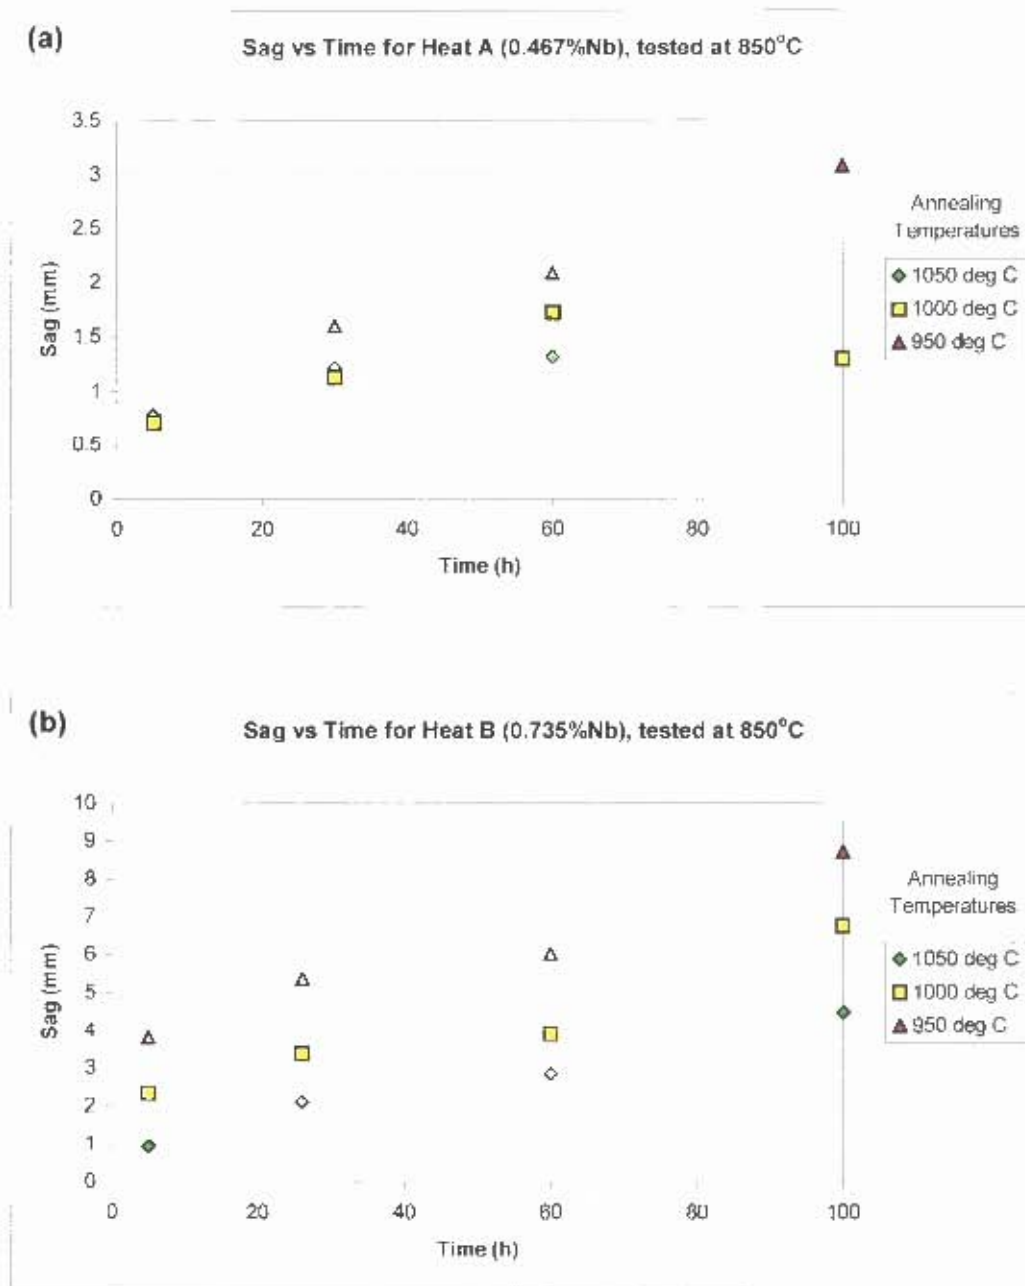 (a)
Sag vs Time for Heat A (0.467%Nb), tested at 850°C
3.5
3
2.5
2
1.5
1
0.5
0
Sag (mm)
0 20 40 60 80 100
Time (h)
Annealing
Temperatures
1050 deg C
1000 deg C
950 deg C
(b)
Sag vs Time for Heat B (0.735%Nb), tested at 850°C
10
9
8
7
6
5
4
3
2
1
0
Sag (mm)
0 20 40 60 80 100
Time (h)
Annealing
Temperatures
1050 deg C
1000 deg C
950 deg C